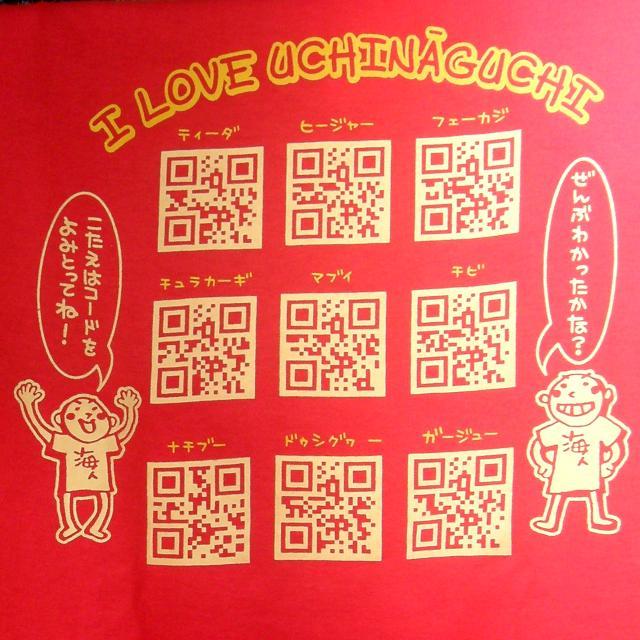 I LOVE UCHINĀGUCHI
ティーダ
ヒージャー
フェーカジ
こたえはコードを
よみとってね！
ぜんぶわかったかな？
チュラカーギ
マブイ
チビ
ナチブー
ドゥシグヮー
ガージュー
海人
海人